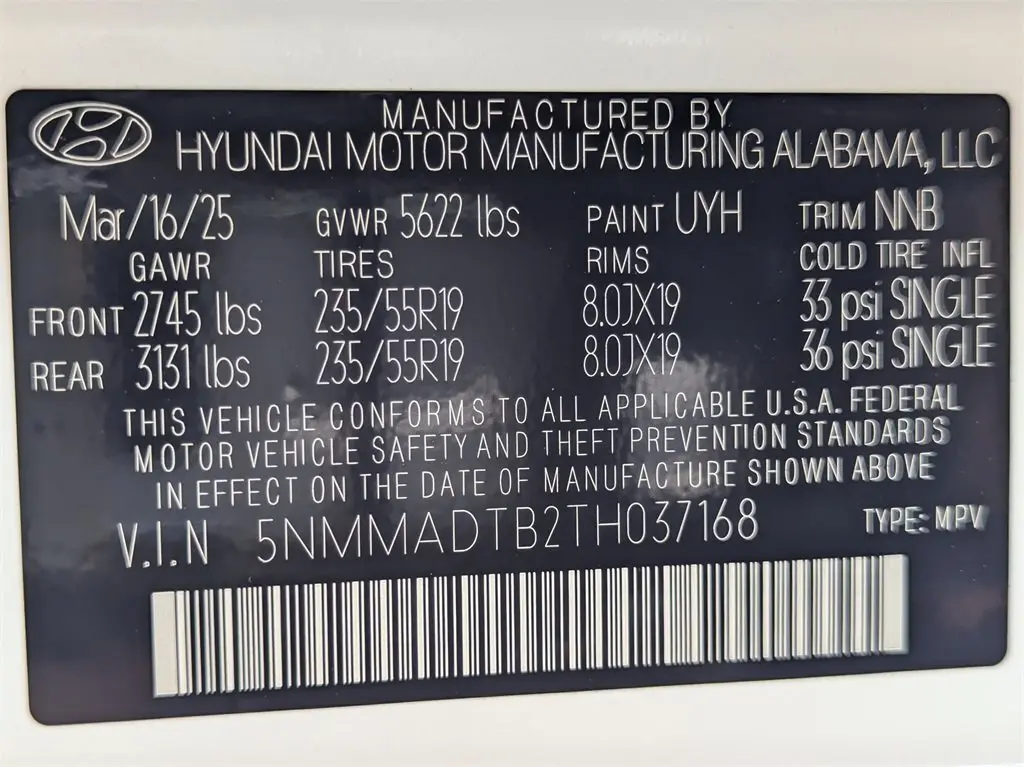 MANUFACTURED BY
HYUNDAI MOTOR MANUFACTURING ALABAMA, LLC
Mar/16/25 GVWR 5622 lbs PAINT UYH TRIM NNB
GAWR TIRES RIMS COLD TIRE INFL
FRONT 2745 lbs 235/55R19 8.0JX19 33 psi SINGLE
REAR 3131 lbs 235/55R19 8.0JX19 36 psi SINGLE
THIS VEHICLE CONFORMS TO ALL APPLICABLE U.S.A. FEDERAL
MOTOR VEHICLE SAFETY AND THEFT PREVENTION STANDARDS
IN EFFECT ON THE DATE OF MANUFACTURE SHOWN ABOVE
V.I.N 5NMMADTB2TH037168 TYPE: MPV